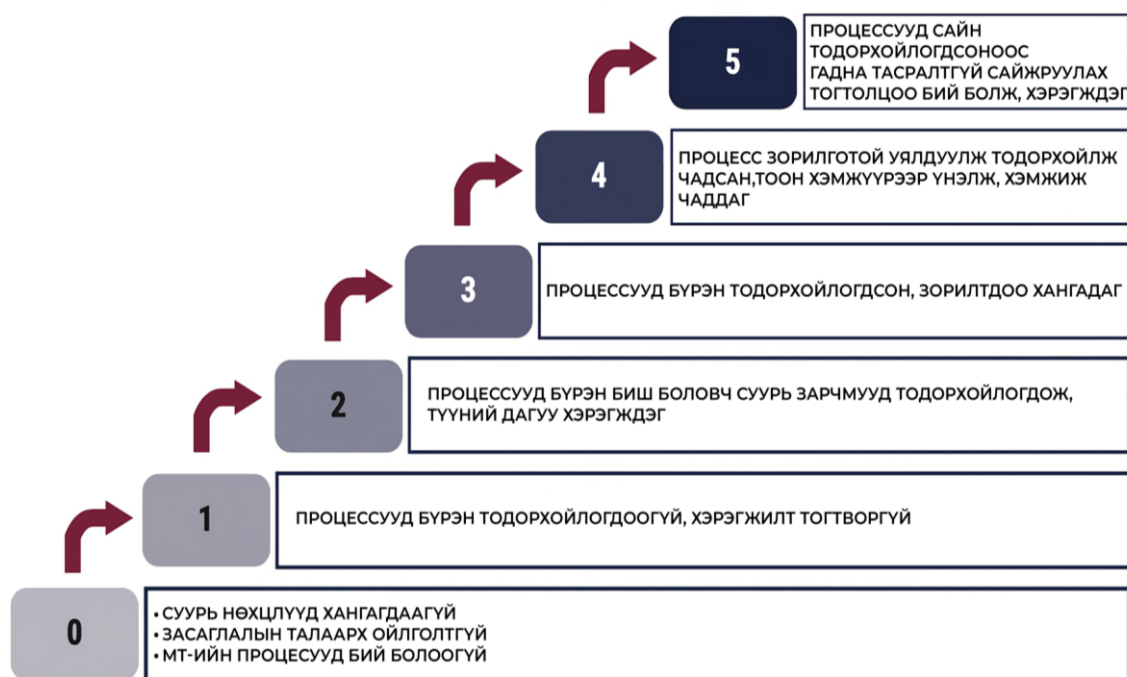 5
ПРОЦЕССУУД САЙН
ТОДОРХОЙЛОГДСОНООС
ГАДНА ТАСРАЛТГҮЙ САЙЖРУУЛАХ
ТОГТОЛЦОО БИЙ БОЛЖ, ХЭРЭГЖДЭГ
4
ПРОЦЕСС ЗОРИЛГОТОЙ УЯЛДУУЛЖ ТОДОРХОЙЛЖ
ЧАДСАН,ТООН ХЭМЖҮҮРЭЭР ҮНЭЛЖ, ХЭМЖИЖ
ЧАДДАГ
3
ПРОЦЕССУУД БҮРЭН ТОДОРХОЙЛОГДСОН, ЗОРИЛТДОО ХАНГАДАГ
2
ПРОЦЕССУУД БҮРЭН БИШ БОЛОВЧ СУУРЬ ЗАРЧМУУД ТОДОРХОЙЛОГДОЖ,
ТҮҮНИЙ ДАГУУ ХЭРЭГЖДЭГ
1
ПРОЦЕССУУД БҮРЭН ТОДОРХОЙЛОГДООГҮЙ, ХЭРЭГЖИЛТ ТОГТВОРГҮЙ
0
• СУУРЬ НӨХЦЛҮҮД ХАНГАГДААГҮЙ
• ЗАСАГЛАЛЫН ТАЛААРХ ОЙЛГОЛТГҮЙ
• МТ-ИЙН ПРОЦЕСУУД БИЙ БОЛООГҮЙ